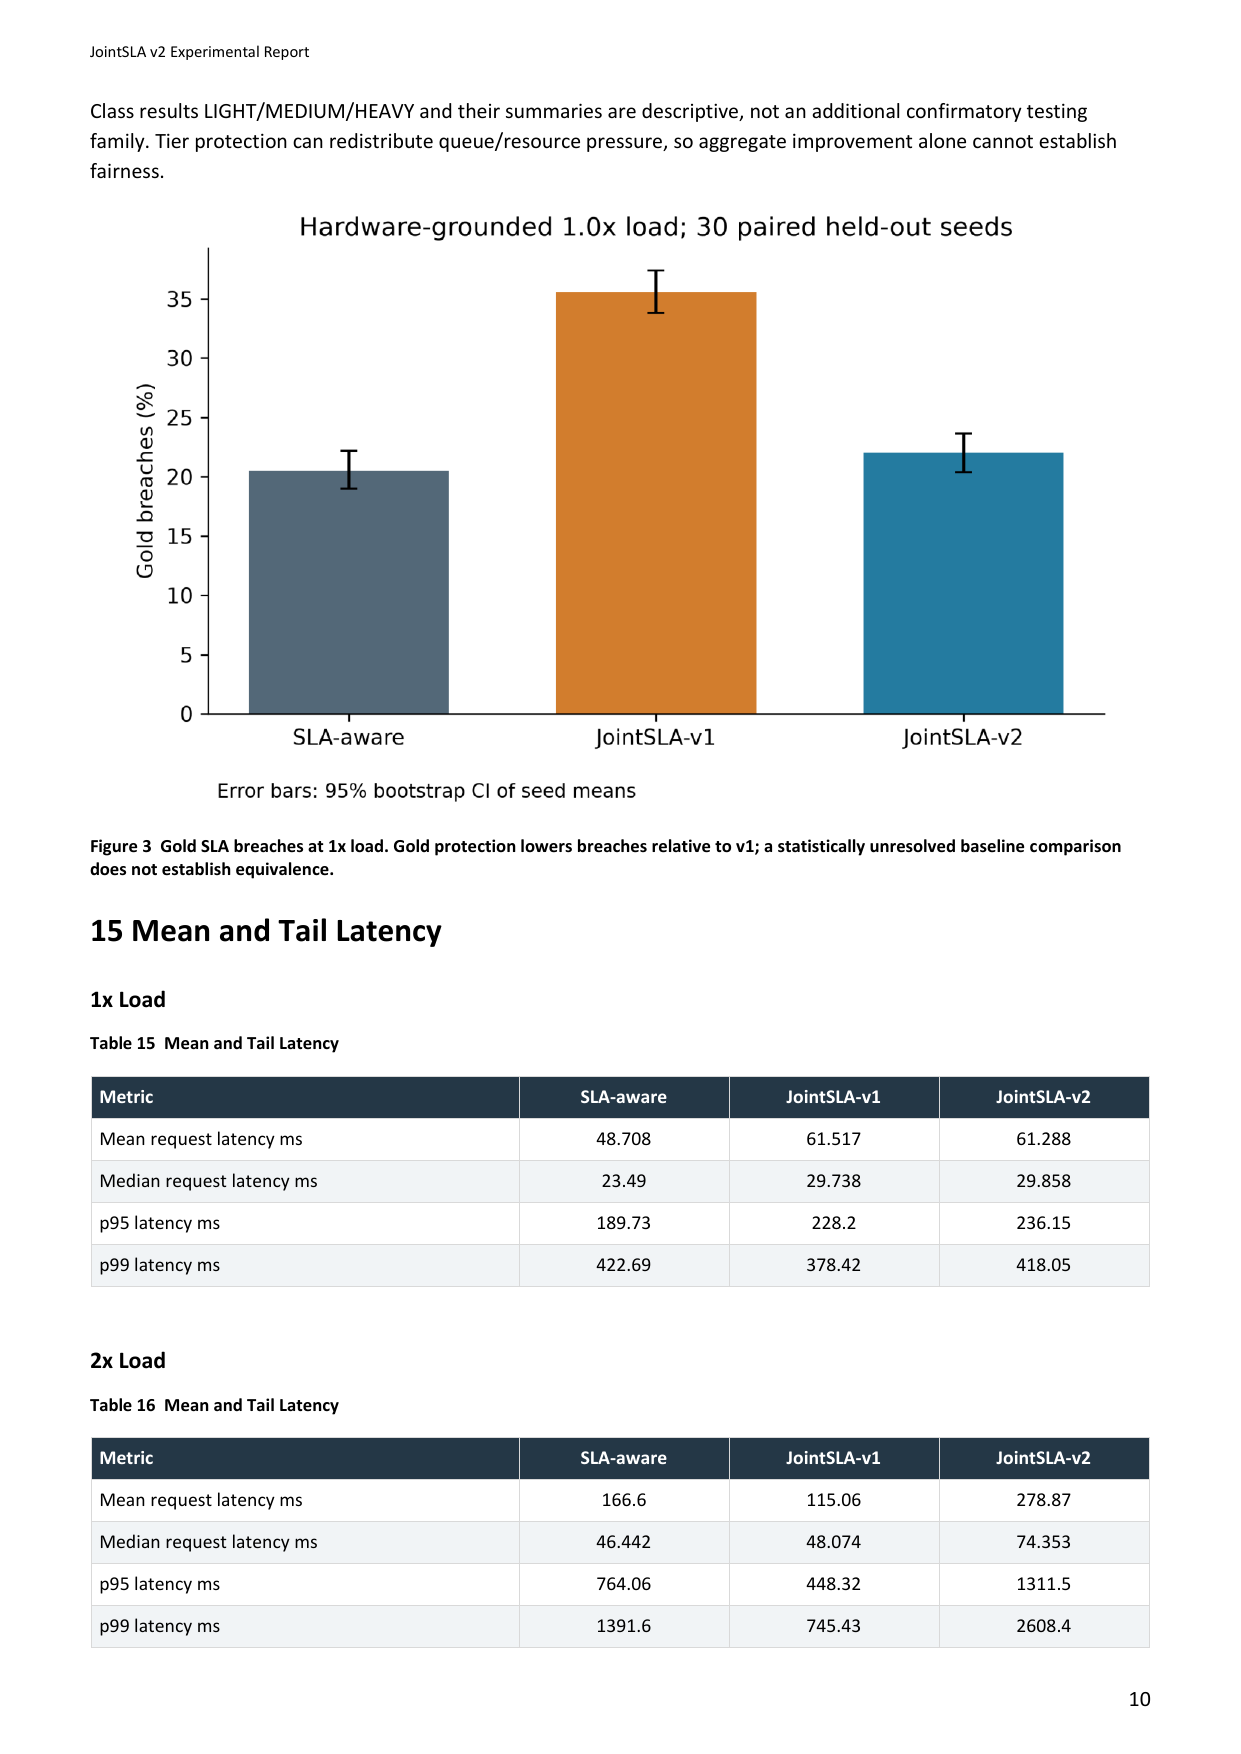 JointSLA v2 Experimental Report
Class results LIGHT/MEDIUM/HEAVY and their summaries are descriptive, not an additional confirmatory testing
family. Tier protection can redistribute queue/resource pressure, so aggregate improvement alone cannot establish
fairness.
Hardware-grounded 1.0x load; 30 paired held-out seeds
Gold breaches (%)
35
30
25
20
15
10
5
0
SLA-aware JointSLA-v1 JointSLA-v2
Error bars: 95% bootstrap CI of seed means
Figure 3 Gold SLA breaches at 1x load. Gold protection lowers breaches relative to v1; a statistically unresolved baseline comparison
does not establish equivalence.
15 Mean and Tail Latency
1x Load
Table 15 Mean and Tail Latency
Metric SLA-aware JointSLA-v1 JointSLA-v2
Mean request latency ms 48.708 61.517 61.288
Median request latency ms 23.49 29.738 29.858
p95 latency ms 189.73 228.2 236.15
p99 latency ms 422.69 378.42 418.05
2x Load
Table 16 Mean and Tail Latency
Metric SLA-aware JointSLA-v1 JointSLA-v2
Mean request latency ms 166.6 115.06 278.87
Median request latency ms 46.442 48.074 74.353
p95 latency ms 764.06 448.32 1311.5
p99 latency ms 1391.6 745.43 2608.4
10